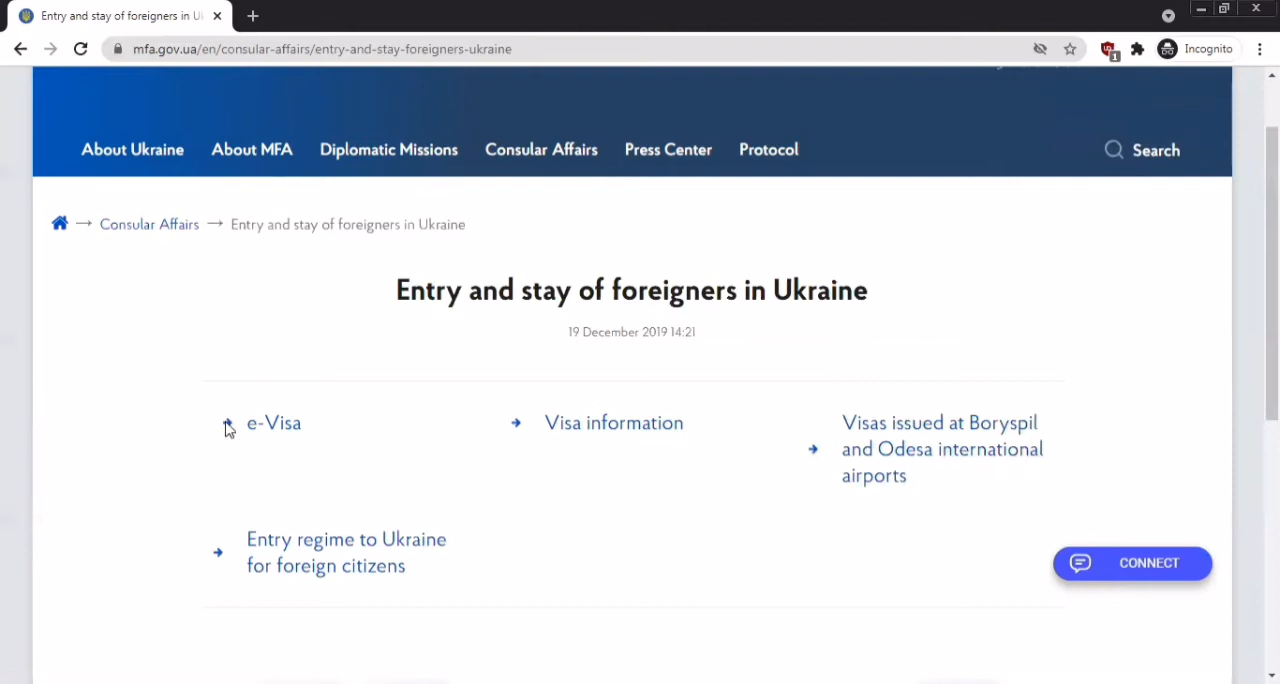 Entry and stay of foreigners in U
mfa.gov.ua/en/consular-affairs/entry-and-stay-foreigners-ukraine
1
Incognito
About Ukraine
About MFA
Diplomatic Missions
Consular Affairs
Press Center
Protocol
Search
Consular Affairs → Entry and stay of foreigners in Ukraine
Entry and stay of foreigners in Ukraine
19 December 2019 14:21
e-Visa
Visa information
Visas issued at Boryspil
and Odesa international
airports
Entry regime to Ukraine
for foreign citizens
CONNECT